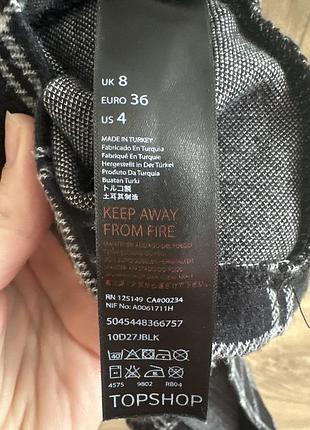 UK 8
EURO 36
US 4
MADE IN TURKEY
Fabricado En Turquia
Fabriqué En Turquie
Hergestellt in Der Türkei
Produto Da Turquia
Buatan Turki
トルコ製
土耳其制造
KEEP AWAY
FROM FIRE
RN 125149 CA#00234
NIF No: A0061711H
5045448366757
10D27JBLK
40
4575 9802 RB04
TOPSHOP